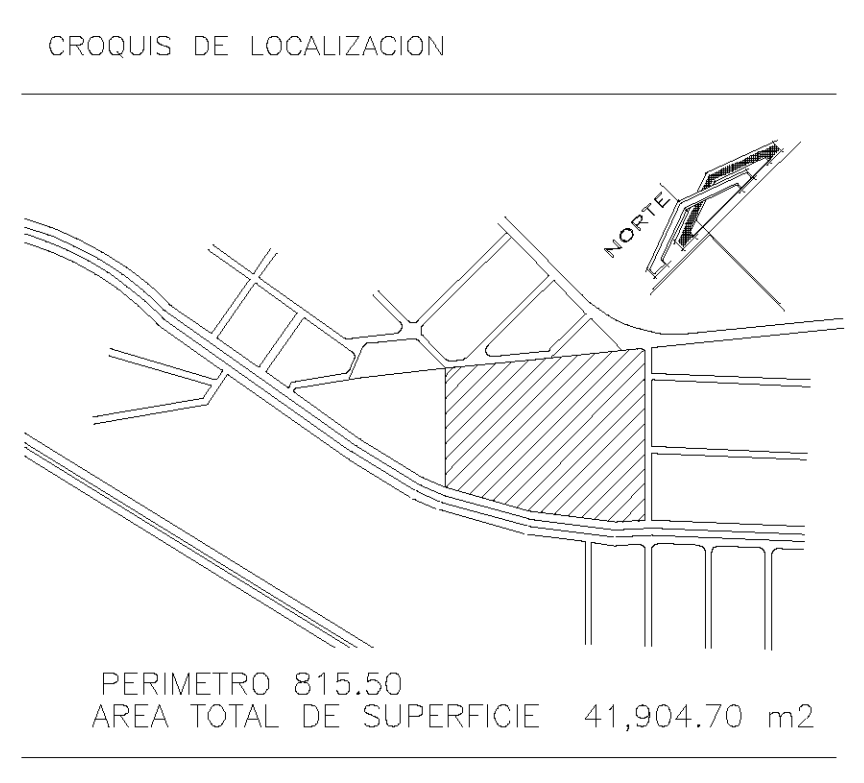 CROQUIS DE LOCALIZACION
NORTE
PERIMETRO 815.50
AREA TOTAL DE SUPERFICIE 41,904.70 m2